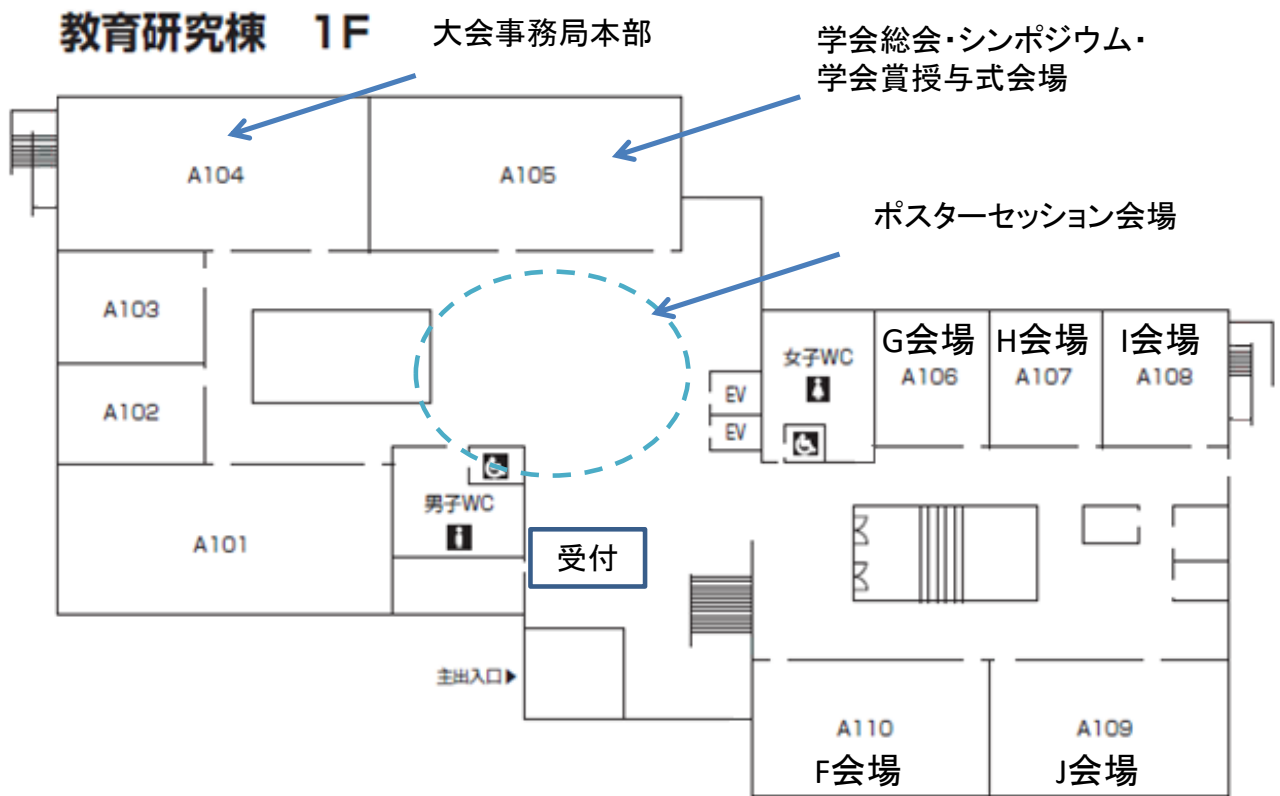 教育研究棟　1F
大会事務局本部
学会総会・シンポジウム・
学会賞授与式会場
A104
A105
ポスターセッション会場
A103
G会場
H会場
I会場
女子WC
A106
A107
A108
EV
A102
EV
男子WC
A101
受付
主出入口▶
A110
A109
F会場
J会場